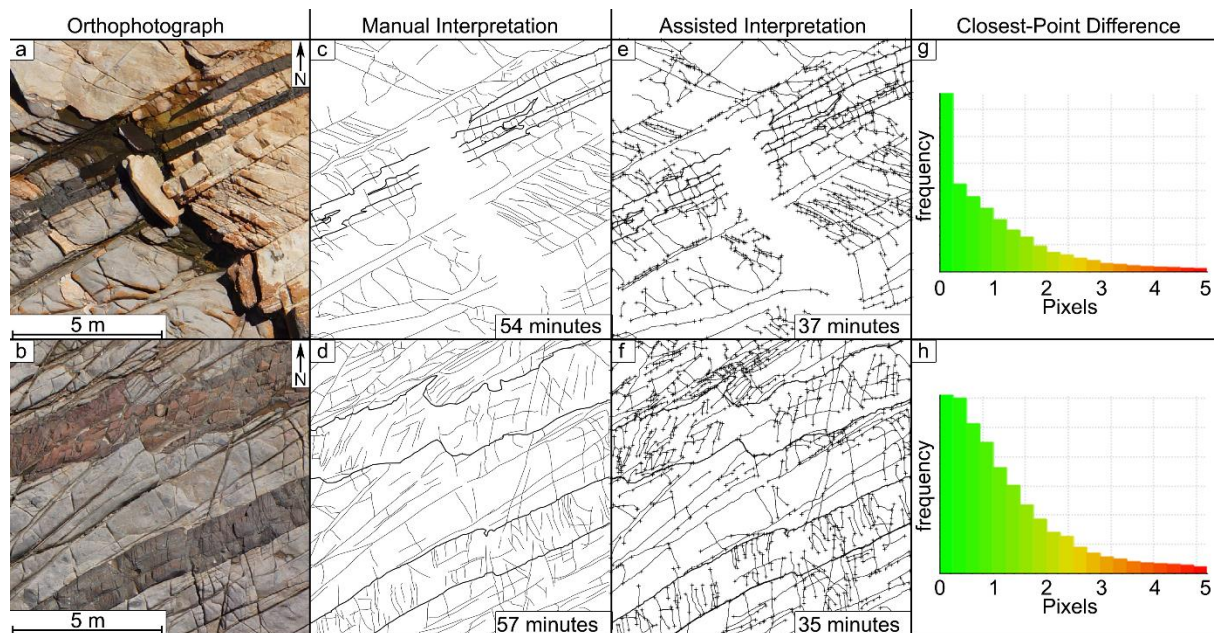 Orthophotograph Manual Interpretation Assisted Interpretation Closest-Point Difference
a N c e g
5 m
54 minutes
37 minutes
frequency
0 1 2 3 4 5
Pixels
b N d f h
5 m
57 minutes
35 minutes
frequency
0 1 2 3 4 5
Pixels